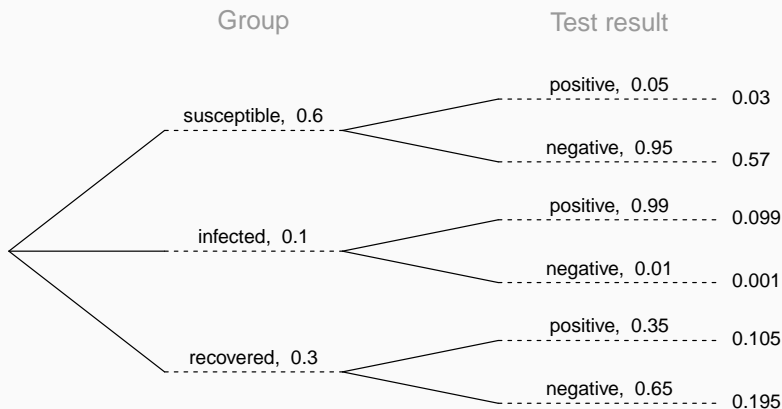 Group
Test result
positive, 0.05
0.03
susceptible, 0.6
negative, 0.95
0.57
positive, 0.99
0.099
infected, 0.1
negative, 0.01
0.001
positive, 0.35
0.105
recovered, 0.3
negative, 0.65
0.195